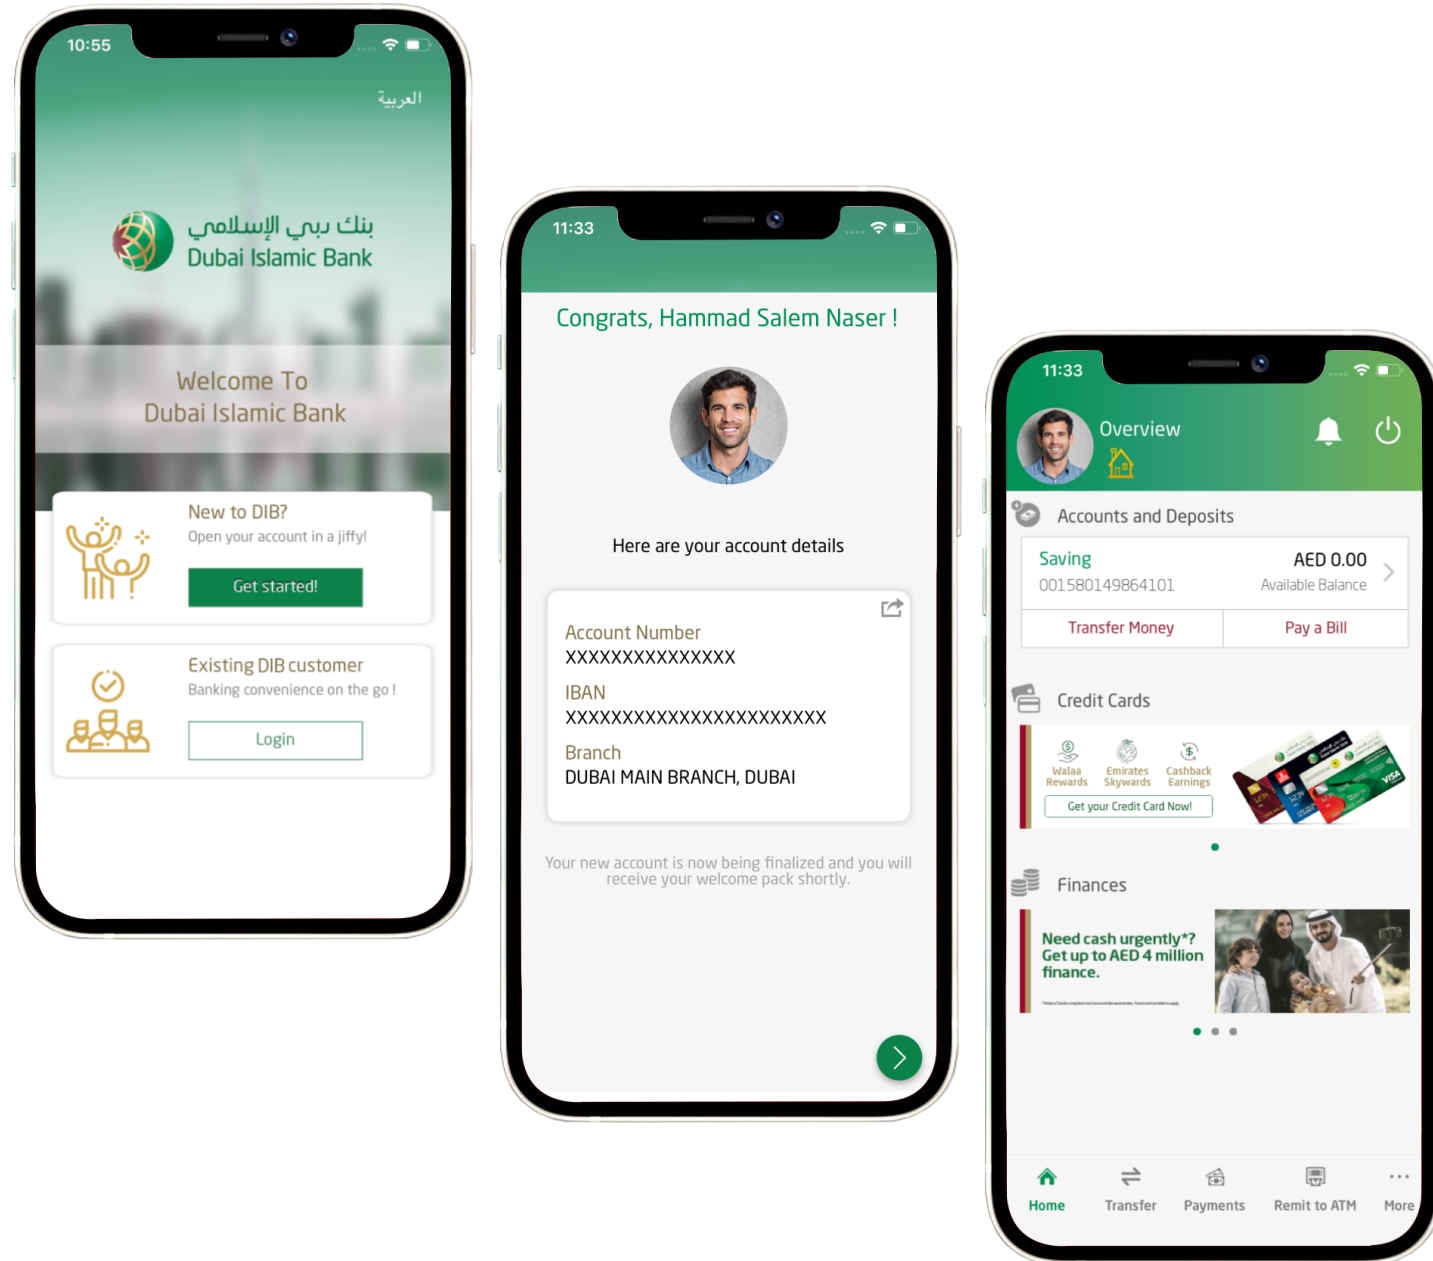 10:55
العربية
بنك دبي الإسلامي
Dubai Islamic Bank
Welcome To
Dubai Islamic Bank
New to DIB?
Open your account in a jiffy!
Get started!
Existing DIB customer
Banking convenience on the go !
Login
11:33
Congrats, Hammad Salem Naser !
Here are your account details
Account Number
XXXXXXXXXXXXXXX
IBAN
XXXXXXXXXXXXXXXXXXXXXXX
Branch
DUBAI MAIN BRANCH, DUBAI
Your new account is now being finalized and you will
receive your welcome pack shortly.
11:33
Overview
Accounts and Deposits
Saving
AED 0.00
001580149864101
Available Balance
Transfer Money
Pay a Bill
Credit Cards
Walaa
Rewards
Emirates
Skywards
Cashback
Earnings
Get your Credit Card Now!
VISA
Finances
Need cash urgently*?
Get up to AED 4 million
finance.
Home
Transfer
Payments
Remit to ATM
More